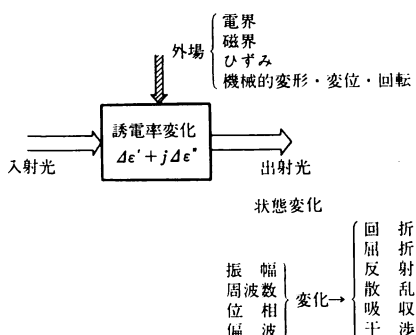 電界
磁界
外場
ひずみ
機械的変形・変位・回転
誘電率変化
Δε′+jΔε″
入射光
出射光
状態変化
回 折
屈 折
反 射
散 乱
吸 収
干 渉
振 幅
周波数
位 相
偏 波
変化→